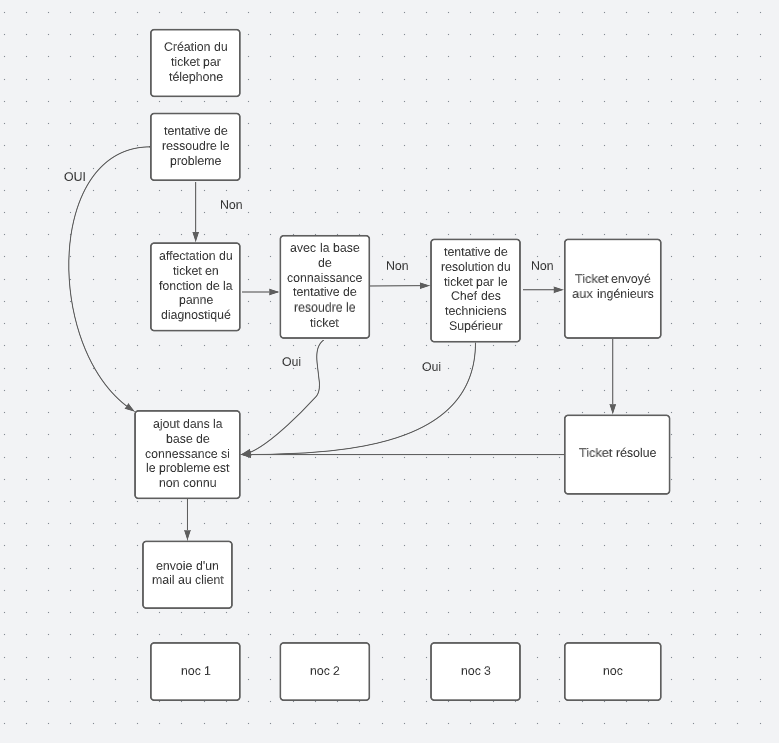 Création du
ticket par
télephone
tentative de
ressoudre le
probleme
OUI
Non
affectation du
ticket en
fonction de la
panne
diagnostiqué
avec la base
de
connaissance
tentative de
resoudre le
ticket
Non
tentative de
resolution du
ticket par le
Chef des
techniciens
Supérieur
Non
Ticket envoyé
aux ingénieurs
Oui
Oui
ajout dans la
base de
connessance si
le probleme est
non connu
Ticket résolue
envoie d'un
mail au client
noc 1
noc 2
noc 3
noc